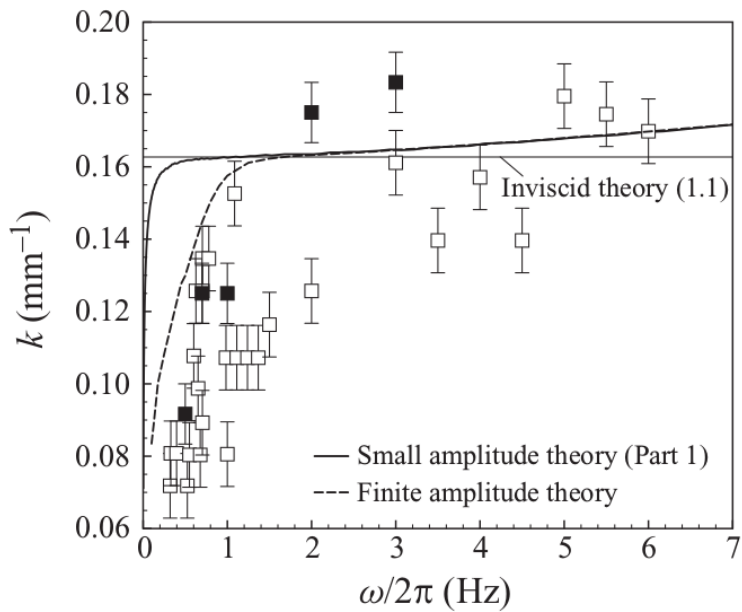 0.20
0.18
0.16
0.14
0.12
0.10
0.08
0.06
k (mm⁻¹)
Inviscid theory (1.1)
Small amplitude theory (Part 1)
Finite amplitude theory
0 1 2 3 4 5 6 7
ω/2π (Hz)